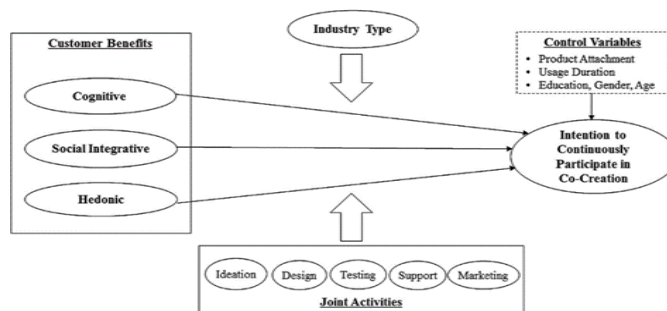 Industry Type
Customer Benefits
Cognitive
Social Integrative
Hedonic
Control Variables
• Product Attachment
• Usage Duration
• Education, Gender, Age
Intention to
Continuously
Participate in
Co-Creation
Ideation
Design
Testing
Support
Marketing
Joint Activities